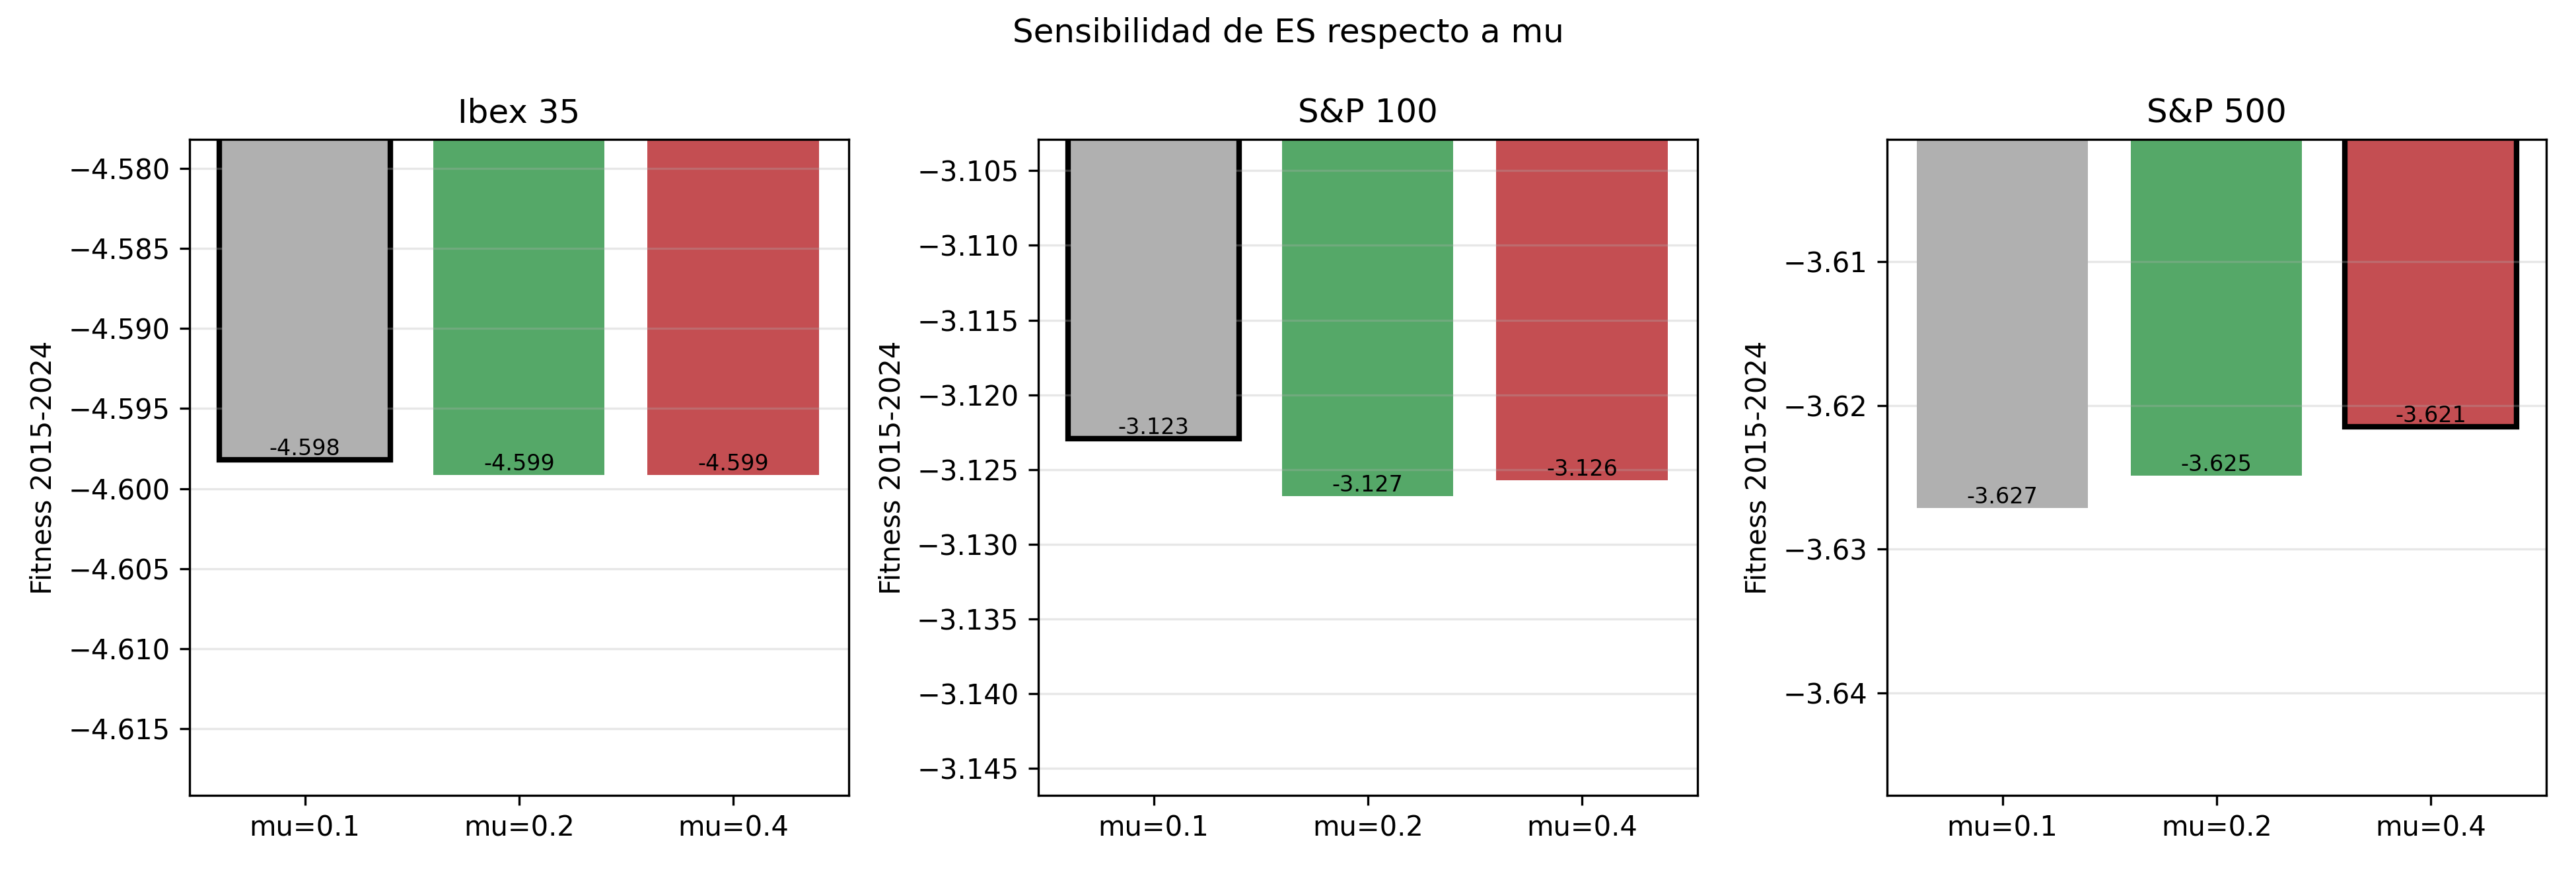 Sensibilidad de ES respecto a mu
Ibex 35
Fitness 2015-2024
−4.580
−4.585
−4.590
−4.595
−4.600
−4.605
−4.610
−4.615
-4.598
-4.599
-4.599
mu=0.1
mu=0.2
mu=0.4
S&P 100
Fitness 2015-2024
−3.105
−3.110
−3.115
−3.120
−3.125
−3.130
−3.135
−3.140
−3.145
-3.123
-3.127
-3.126
mu=0.1
mu=0.2
mu=0.4
S&P 500
Fitness 2015-2024
−3.61
−3.62
−3.63
−3.64
-3.627
-3.625
-3.621
mu=0.1
mu=0.2
mu=0.4